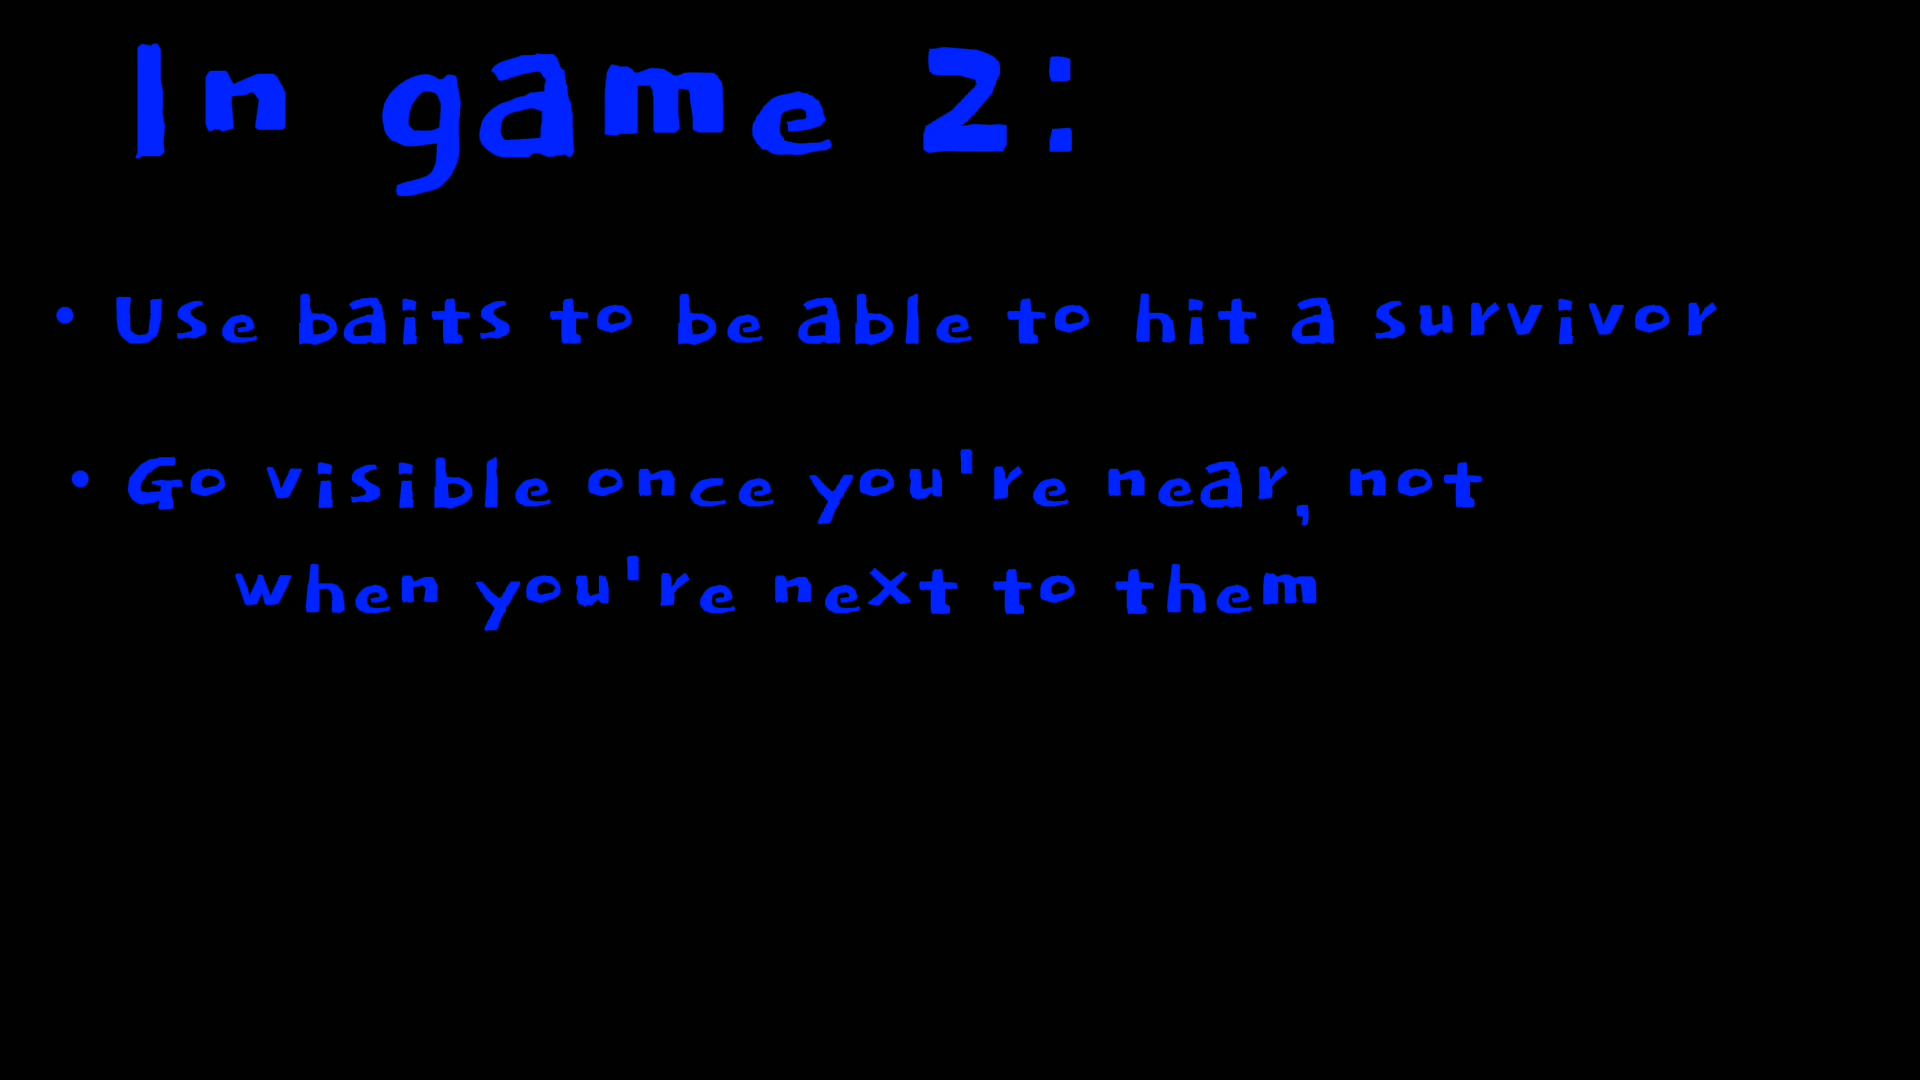 In game 2:
• Use baits to be able to hit a survivor
• Go visible once you're near, not
when you're next to them